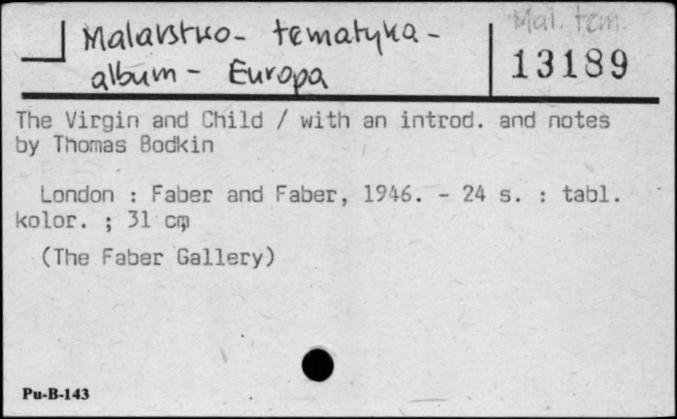 Mal. tem.
Malarstwo - tematyka -
album - Europa
13189
The Virgin and Child / with an introd. and notes
by Thomas Bodkin
London : Faber and Faber, 1946. - 24 s. : tabl.
kolor. ; 31 cm
(The Faber Gallery)
Pu-B-143